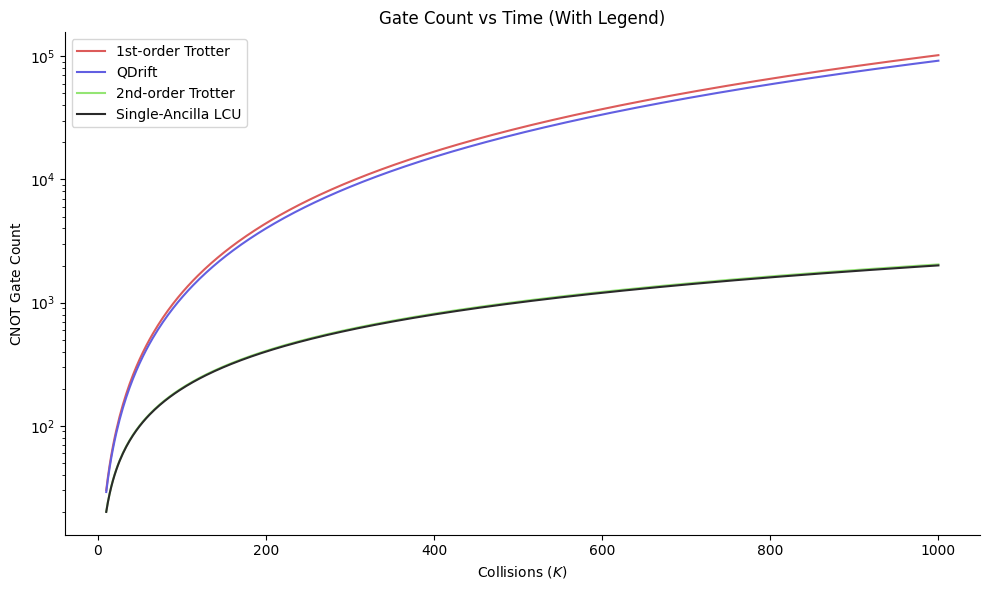 Gate Count vs Time (With Legend)
1st-order Trotter
QDrift
2nd-order Trotter
Single-Ancilla LCU
CNOT Gate Count
10^5
10^4
10^3
10^2
0 200 400 600 800 1000
Collisions (K)